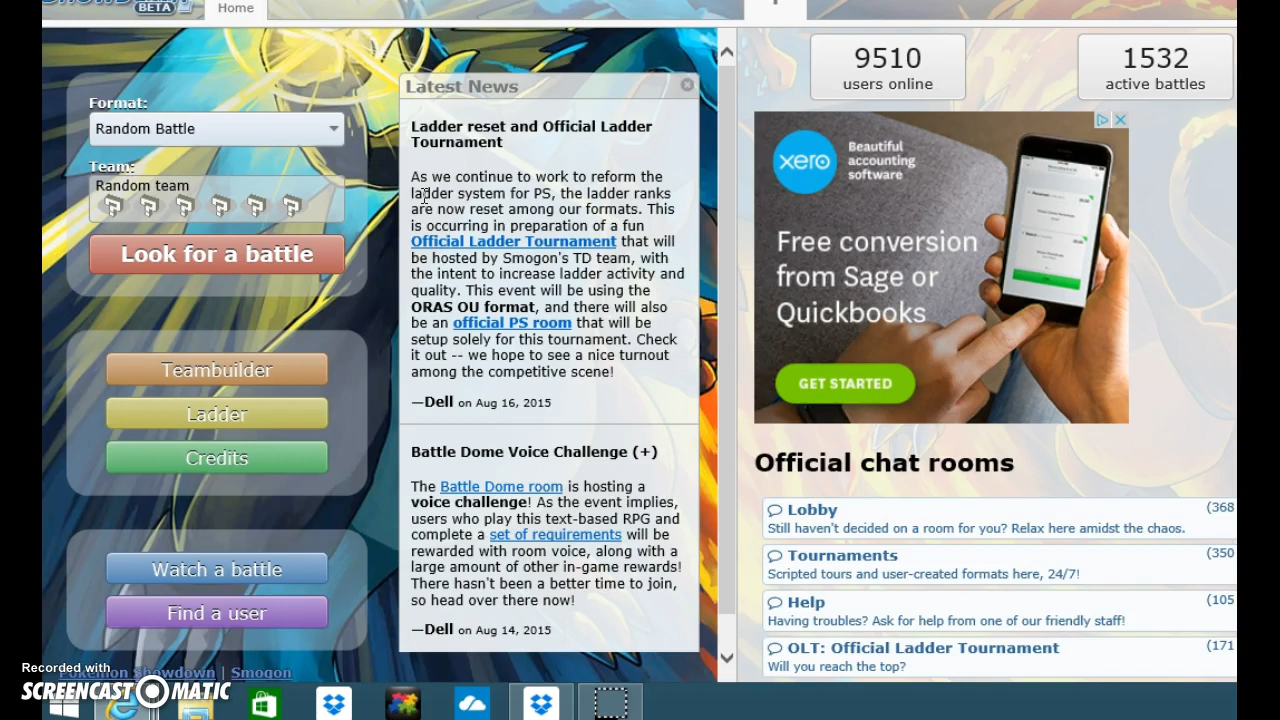 BETA
Home
Format:
Random Battle
Team:
Random team
Look for a battle
Teambuilder
Ladder
Credits
Watch a battle
Find a user
Pokémon Showdown | Smogon
Latest News
Ladder reset and Official Ladder
Tournament
As we continue to work to reform the
ladder system for PS, the ladder ranks
are now reset among our formats. This
is occurring in preparation of a fun
Official Ladder Tournament that will
be hosted by Smogon's TD team, with
the intent to increase ladder activity and
quality. This event will be using the
ORAS OU format, and there will also
be an official PS room that will be
setup solely for this tournament. Check
it out -- we hope to see a nice turnout
among the competitive scene!
—Dell on Aug 16, 2015
Battle Dome Voice Challenge (+)
The Battle Dome room is hosting a
voice challenge! As the event implies,
users who play this text-based RPG and
complete a set of requirements will be
rewarded with room voice, along with a
large amount of other in-game rewards!
There hasn't been a better time to join,
so head over there now!
—Dell on Aug 14, 2015
9510
users online
1532
active battles
xero
Beautiful
accounting
software
Free conversion
from Sage or
Quickbooks
GET STARTED
Official chat rooms
Lobby (368
Still haven't decided on a room for you? Relax here amidst the chaos.
Tournaments (350
Scripted tours and user-created formats here, 24/7!
Help (105
Having troubles? Ask for help from one of our friendly staff!
OLT: Official Ladder Tournament (171
Will you reach the top?
Recorded with
SCREENCAST-O-MATIC